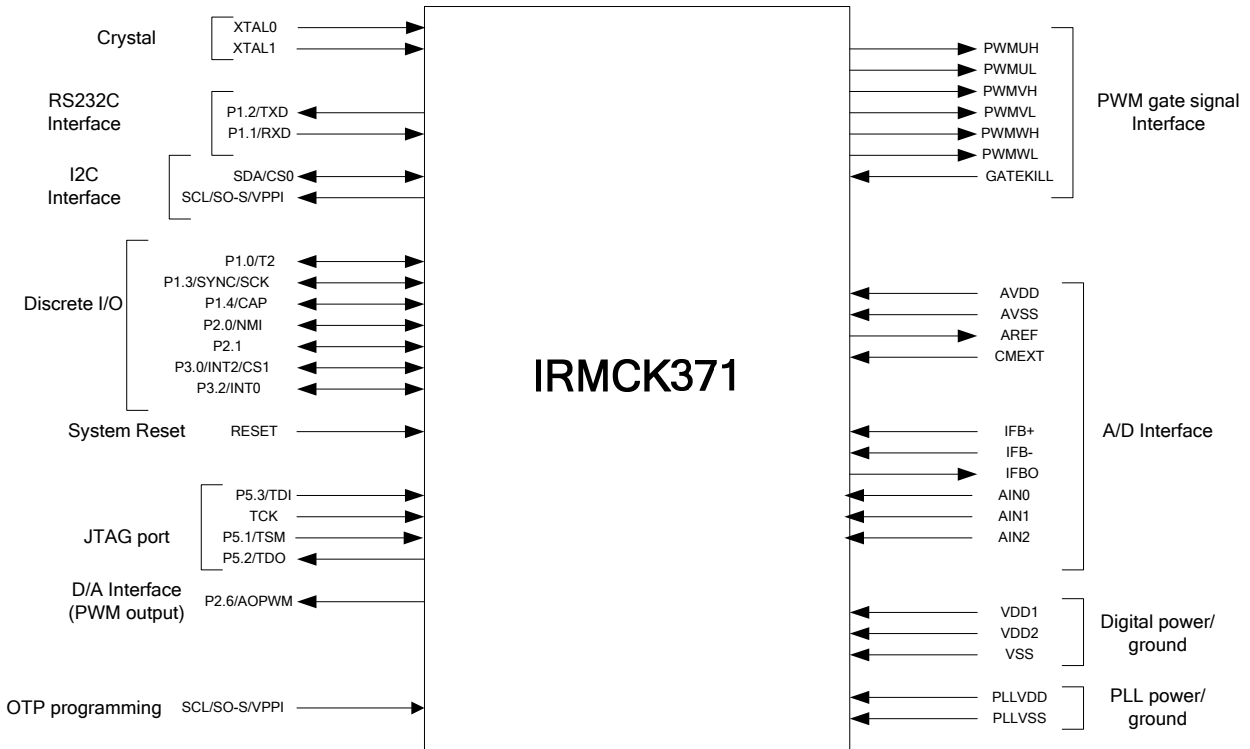 Crystal
XTAL0
XTAL1
RS232C
Interface
P1.2/TXD
P1.1/RXD
I2C
Interface
SDA/CS0
SCL/SO-S/VPPI
Discrete I/O
P1.0/T2
P1.3/SYNC/SCK
P1.4/CAP
P2.0/NMI
P2.1
P3.0/INT2/CS1
P3.2/INT0
System Reset
RESET
JTAG port
P5.3/TDI
TCK
P5.1/TSM
P5.2/TDO
D/A Interface
(PWM output)
P2.6/AOPWM
OTP programming
SCL/SO-S/VPPI
IRMCK371
PWMUH
PWMUL
PWMVH
PWMVL
PWMWH
PWMWL
GATEKILL
PWM gate signal
Interface
AVDD
AVSS
AREF
CMEXT
IFB+
IFB-
IFBO
AIN0
AIN1
AIN2
A/D Interface
VDD1
VDD2
VSS
Digital power/
ground
PLLVDD
PLLVSS
PLL power/
ground